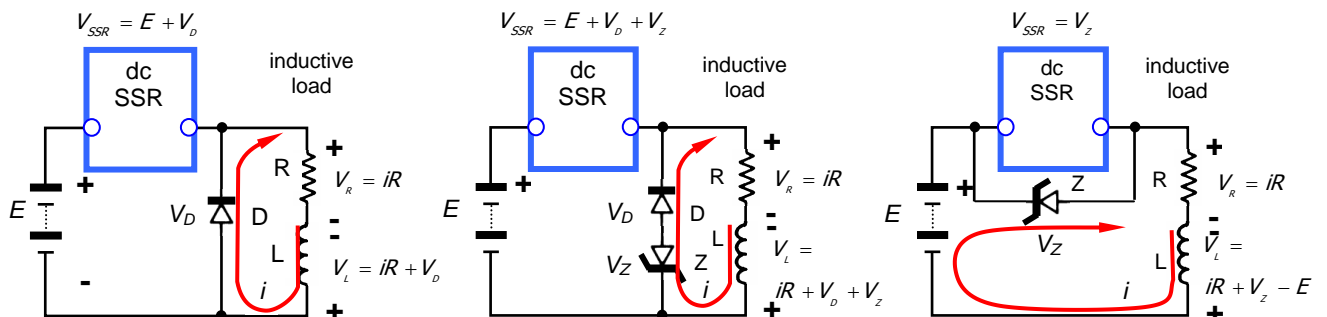 V_SSR = E + V_D
dc
SSR
inductive
load
+
R
V_R = iR
+
E
V_D
D
-
-
L
V_L = iR + V_D
-
i
+
V_SSR = E + V_D + V_Z
dc
SSR
inductive
load
+
+
R
V_R = iR
E
V_D
D
-
-
L
V_L =
V_Z
Z
i
iR + V_D + V_Z
+
V_SSR = V_Z
dc
SSR
inductive
load
+
+
Z
R
V_R = iR
E
-
V_Z
V_L =
L
i
iR + V_Z - E
+